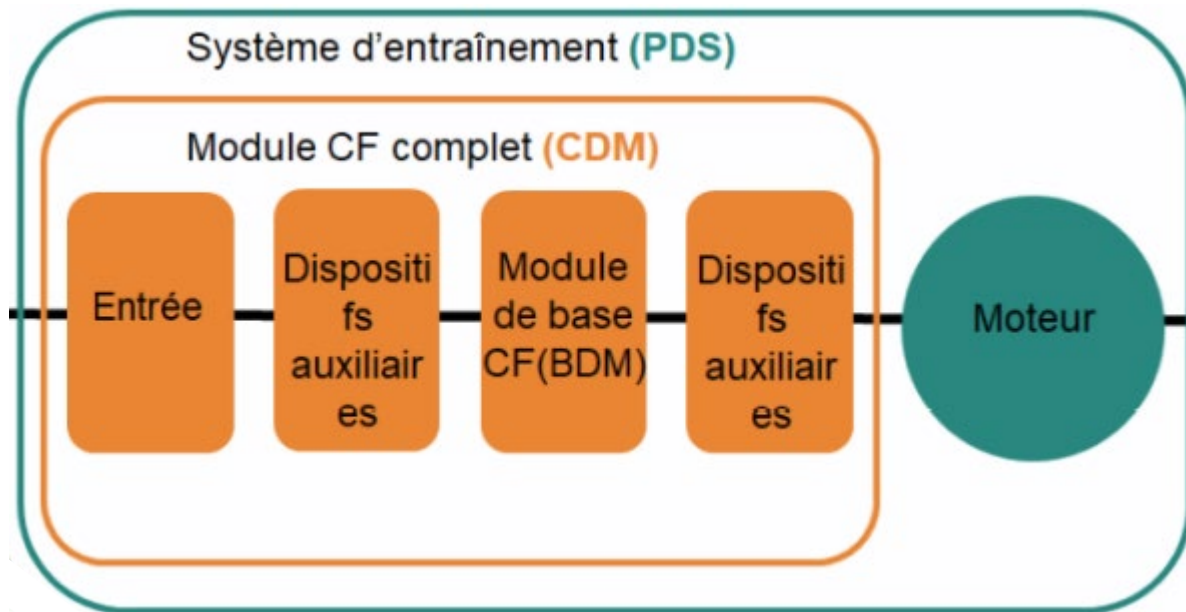 Système d’entraînement (PDS)
Module CF complet (CDM)
Entrée
Dispositi
fs
auxiliair
es
Module
de base
CF(BDM)
Dispositi
fs
auxiliair
es
Moteur